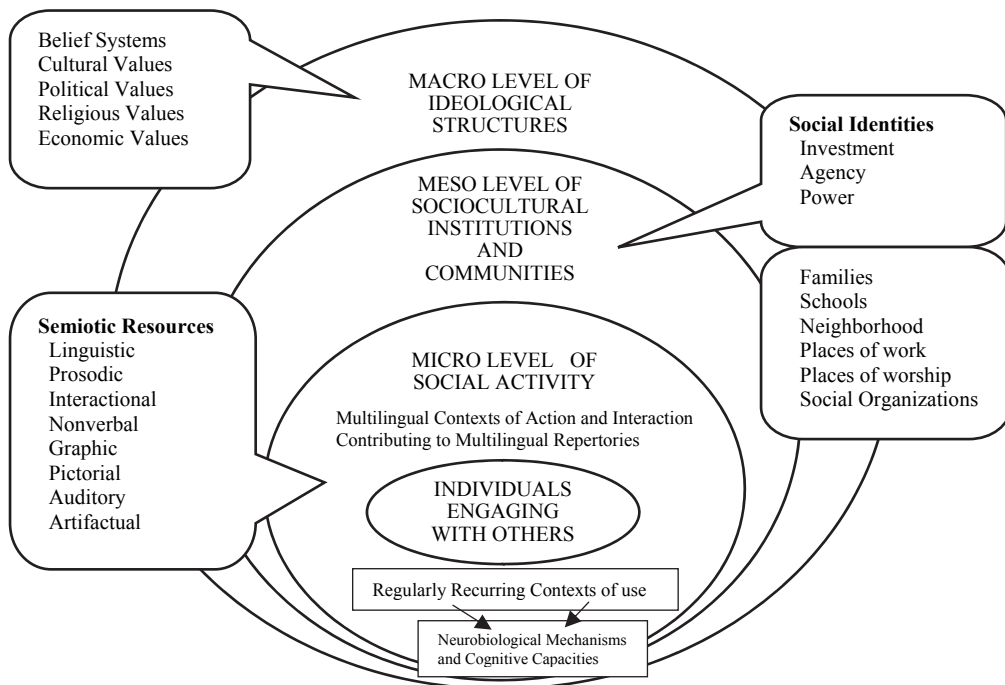 Belief Systems
Cultural Values
Political Values
Religious Values
Economic Values
MACRO LEVEL OF
IDEOLOGICAL
STRUCTURES
Social Identities
Investment
Agency
Power
MESO LEVEL OF
SOCIOCULTURAL
INSTITUTIONS
AND
COMMUNITIES
Families
Schools
Neighborhood
Places of work
Places of worship
Social Organizations
Semiotic Resources
Linguistic
Prosodic
Interactional
Nonverbal
Graphic
Pictorial
Auditory
Artifactual
MICRO LEVEL OF
SOCIAL ACTIVITY
Multilingual Contexts of Action and Interaction
Contributing to Multilingual Repertories
INDIVIDUALS
ENGAGING
WITH OTHERS
Regularly Recurring Contexts of use
Neurobiological Mechanisms
and Cognitive Capacities